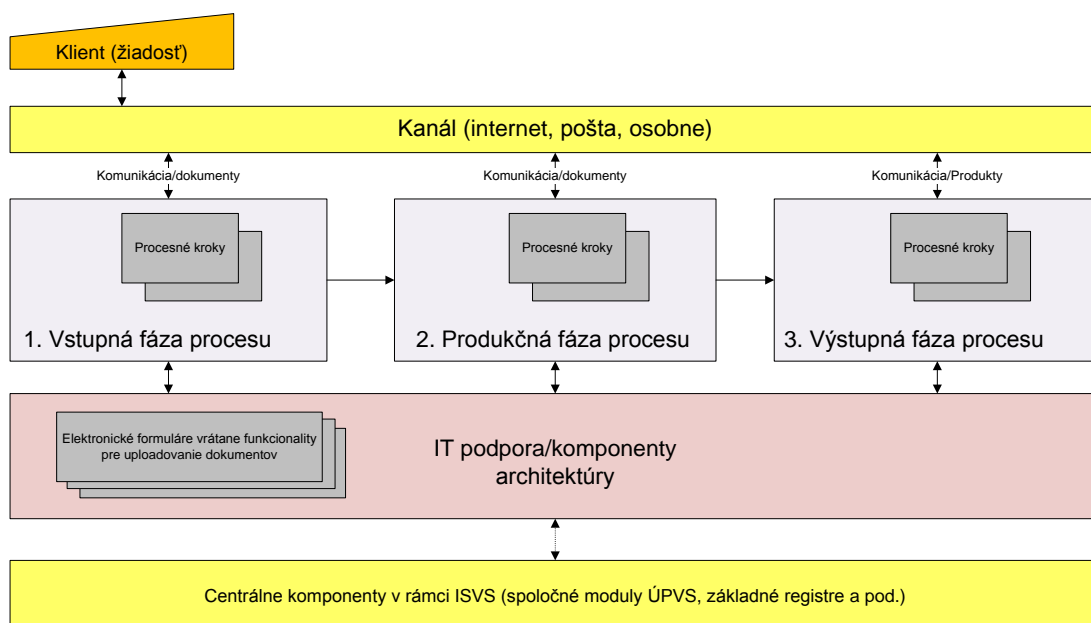 Klient (žiadosť)
Kanál (internet, pošta, osobne)
Komunikácia/dokumenty
Komunikácia/dokumenty
Komunikácia/Produkty
Procesné kroky
Procesné kroky
Procesné kroky
1. Vstupná fáza procesu
2. Produkčná fáza procesu
3. Výstupná fáza procesu
Elektronické formuláre vrátane funkcionality
pre uploadovanie dokumentov
IT podpora/komponenty
architektúry
Centrálne komponenty v rámci ISVS (spoločné moduly ÚPVS, základné registre a pod.)